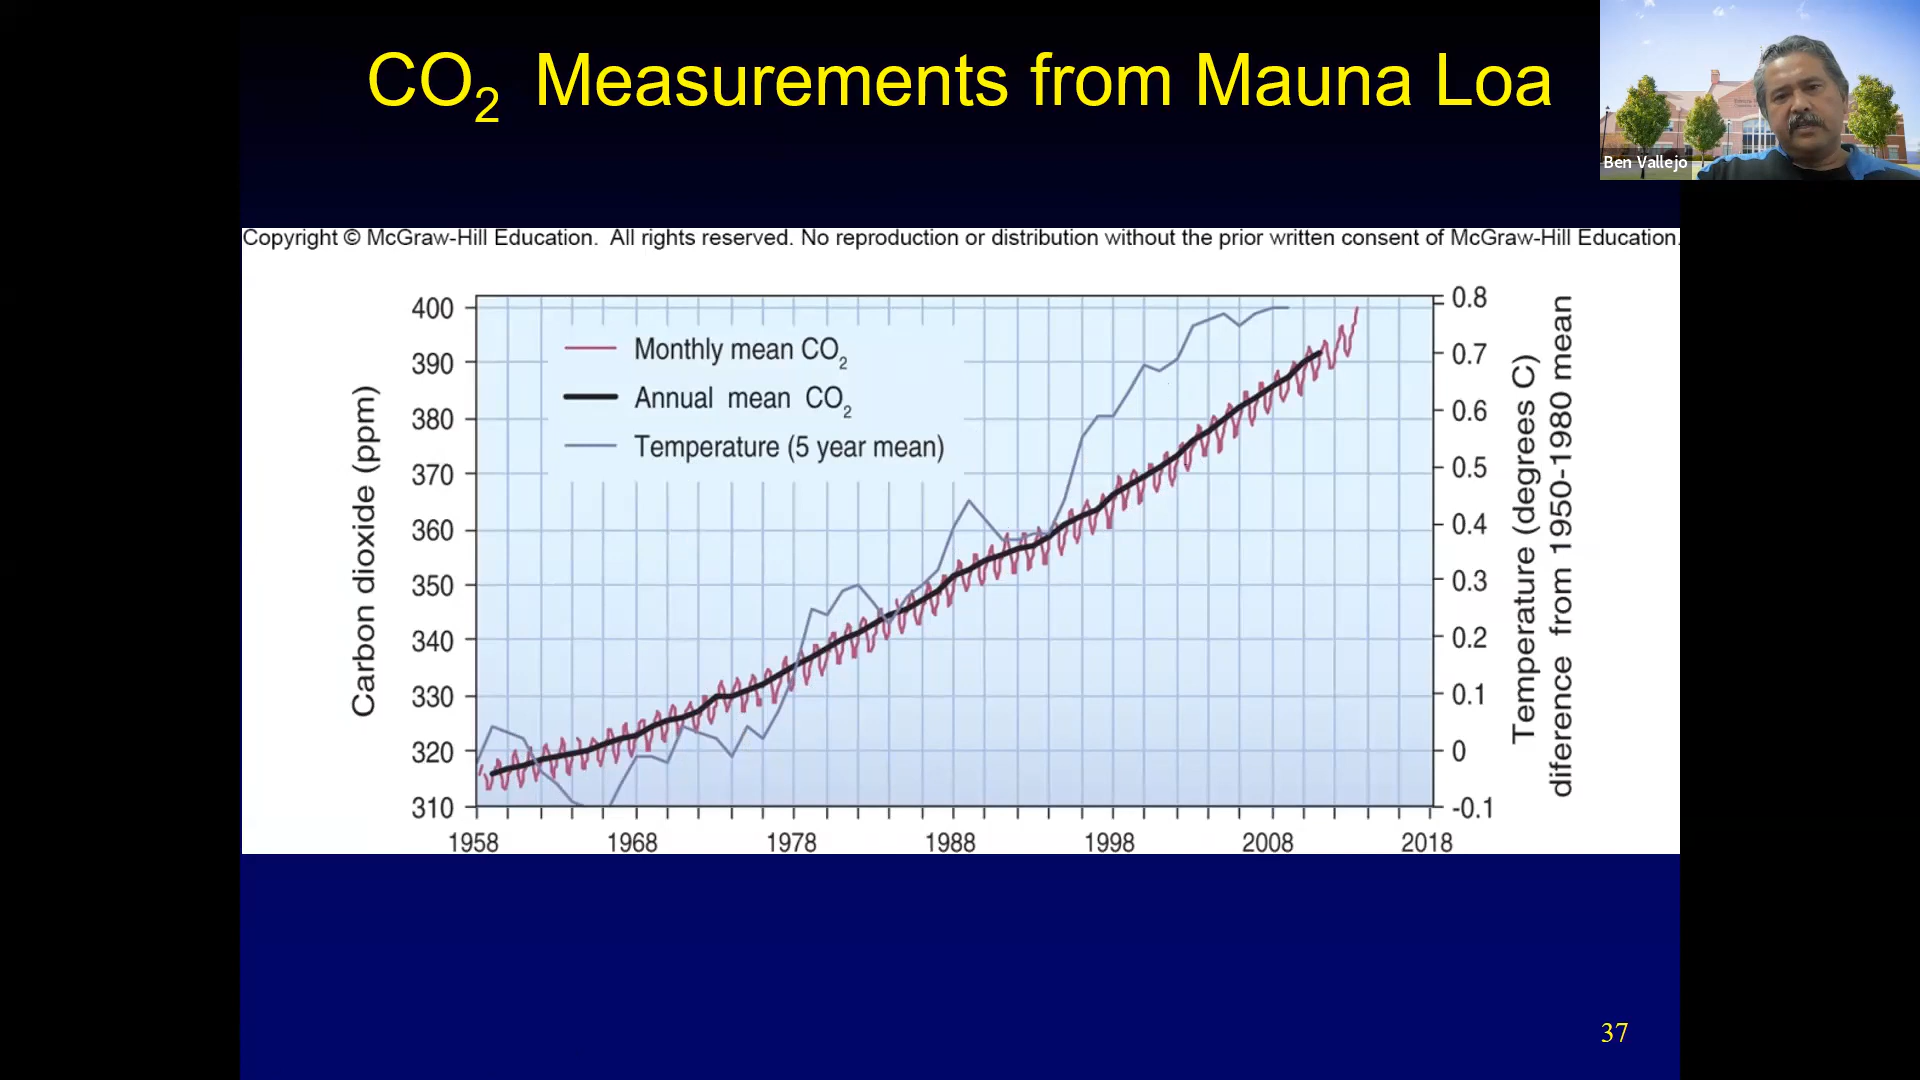 CO2 Measurements from Mauna Loa
Ben Vallejo
Copyright © McGraw-Hill Education. All rights reserved. No reproduction or distribution without the prior written consent of McGraw-Hill Education.
Carbon dioxide (ppm)
400
390
380
370
360
350
340
330
320
310
Monthly mean CO2
Annual mean CO2
Temperature (5 year mean)
0.8
0.7
0.6
0.5
0.4
0.3
0.2
0.1
0
-0.1
Temperature (degrees C)
diference from 1950-1980 mean
1958 1968 1978 1988 1998 2008 2018
37